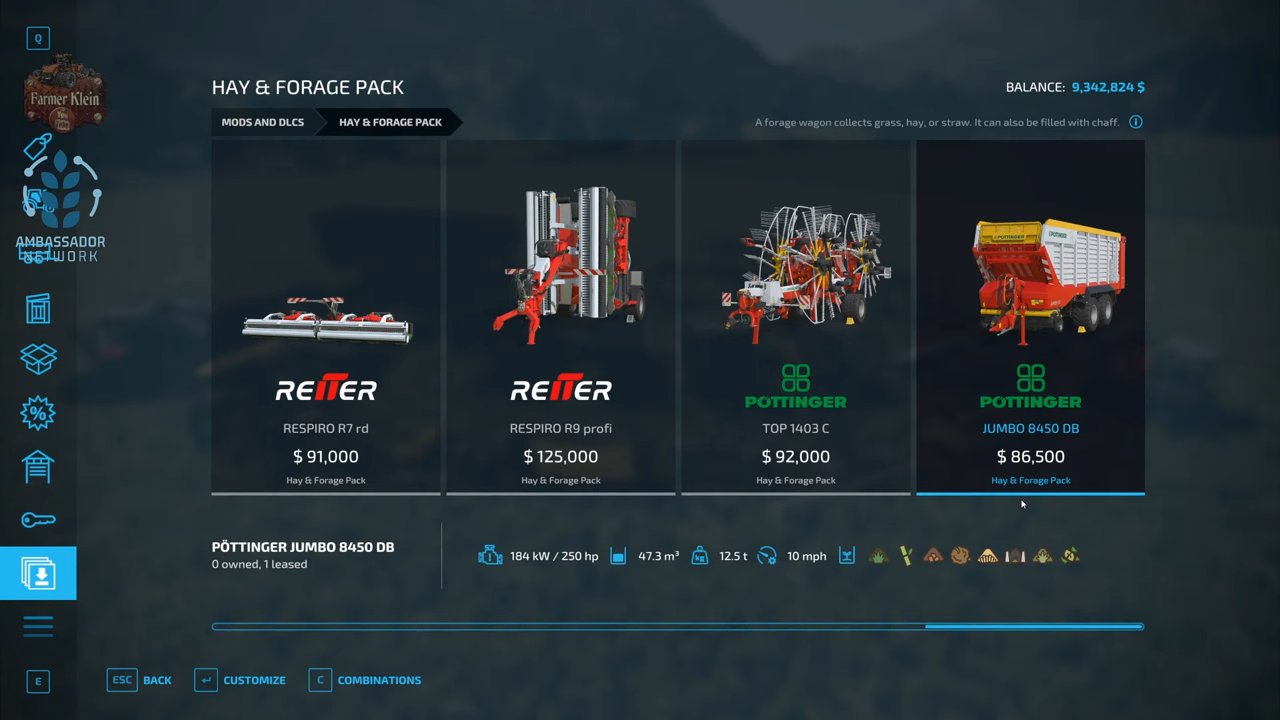 Q
Farmer Klein
You
Tube
AMBASSADOR
NETWORK
HAY & FORAGE PACK
BALANCE: 9,342,824 $
MODS AND DLCS
HAY & FORAGE PACK
A forage wagon collects grass, hay, or straw. It can also be filled with chaff.
REITER
RESPIRO R7 rd
$ 91,000
Hay & Forage Pack
REITER
RESPIRO R9 profi
$ 125,000
Hay & Forage Pack
PÖTTINGER
TOP 1403 C
$ 92,000
Hay & Forage Pack
PÖTTINGER
PÖTTINGER
JUMBO 8450 DB
$ 86,500
Hay & Forage Pack
PÖTTINGER JUMBO 8450 DB
0 owned, 1 leased
184 kW / 250 hp
47.3 m³
12.5 t
10 mph
ESC BACK
CUSTOMIZE
C COMBINATIONS
E